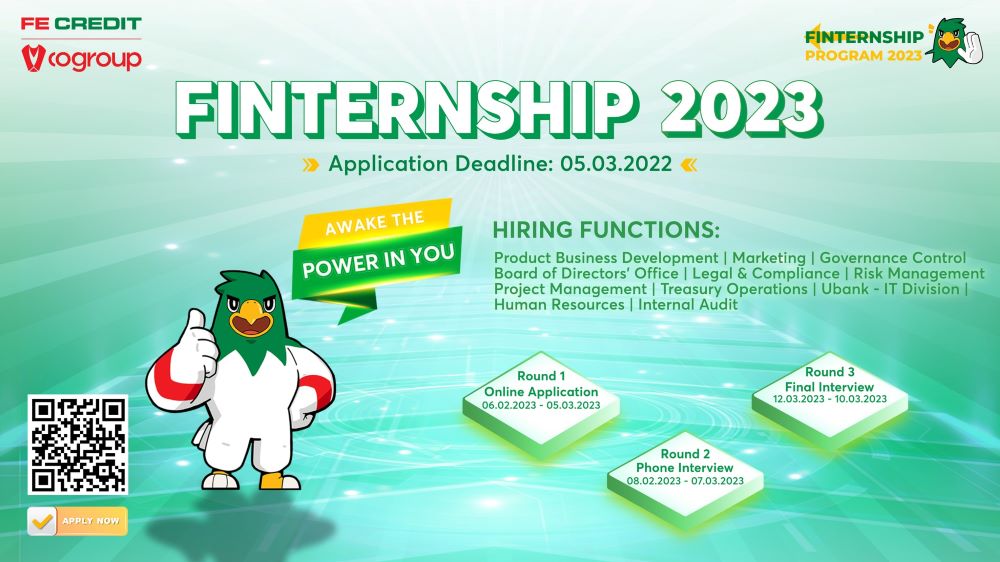 FE CREDIT
cogroup
FINTERNSHIP
PROGRAM 2023
FINTERNSHIP 2023
Application Deadline: 05.03.2022
AWAKE THE
POWER IN YOU
HIRING FUNCTIONS:
Product Business Development | Marketing | Governance Control
Board of Directors' Office | Legal & Compliance | Risk Management
Project Management | Treasury Operations | Ubank - IT Division |
Human Resources | Internal Audit
Round 1
Online Application
06.02.2023 - 05.03.2023
Round 2
Phone Interview
08.02.2023 - 07.03.2023
Round 3
Final Interview
12.03.2023 - 10.03.2023
APPLY NOW